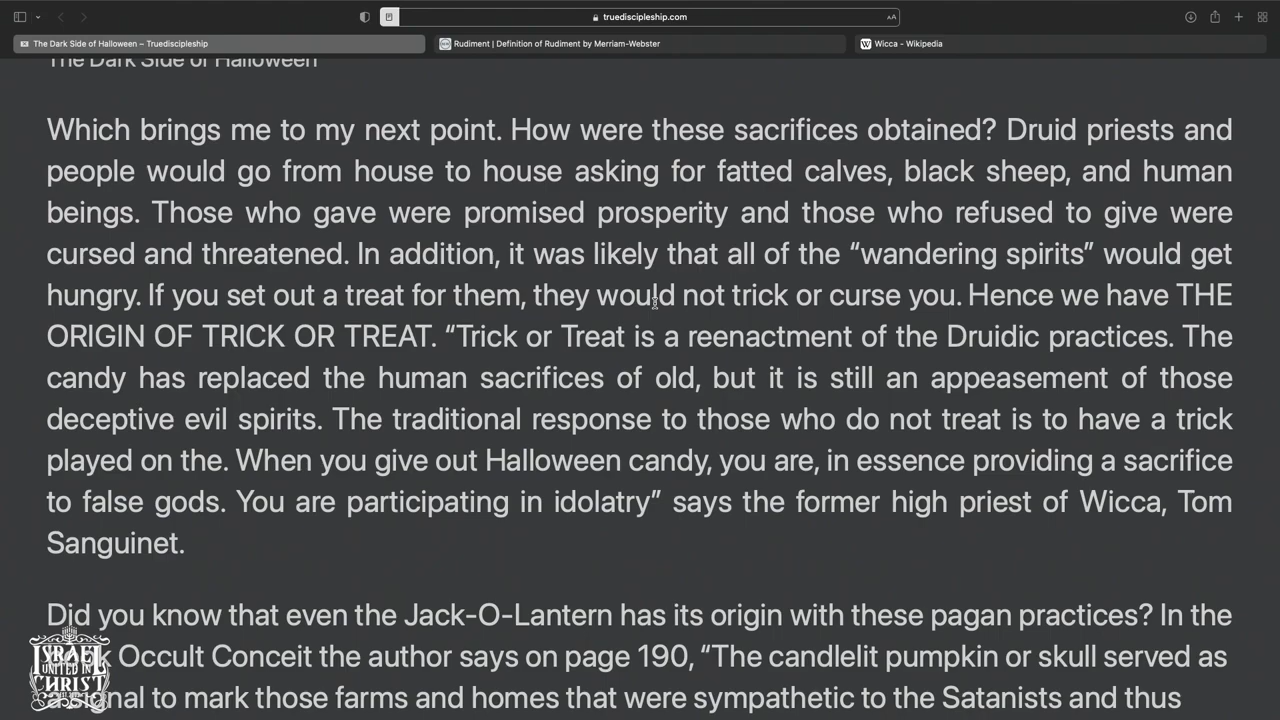 truediscipleship.com
The Dark Side of Halloween – Truediscipleship
Rudiment | Definition of Rudiment by Merriam-Webster
W Wicca - Wikipedia
The Dark Side of Halloween
Which brings me to my next point. How were these sacrifices obtained? Druid priests and
people would go from house to house asking for fatted calves, black sheep, and human
beings. Those who gave were promised prosperity and those who refused to give were
cursed and threatened. In addition, it was likely that all of the “wandering spirits” would get
hungry. If you set out a treat for them, they would not trick or curse you. Hence we have THE
ORIGIN OF TRICK OR TREAT. “Trick or Treat is a reenactment of the Druidic practices. The
candy has replaced the human sacrifices of old, but it is still an appeasement of those
deceptive evil spirits. The traditional response to those who do not treat is to have a trick
played on the. When you give out Halloween candy, you are, in essence providing a sacrifice
to false gods. You are participating in idolatry” says the former high priest of Wicca, Tom
Sanguinet.
Did you know that even the Jack-O-Lantern has its origin with these pagan practices? In the
Occult Conceit the author says on page 190, “The candlelit pumpkin or skull served as
to mark those farms and homes that were sympathetic to the Satanists and thus
ISRAEL
UNITED IN
CHRIST